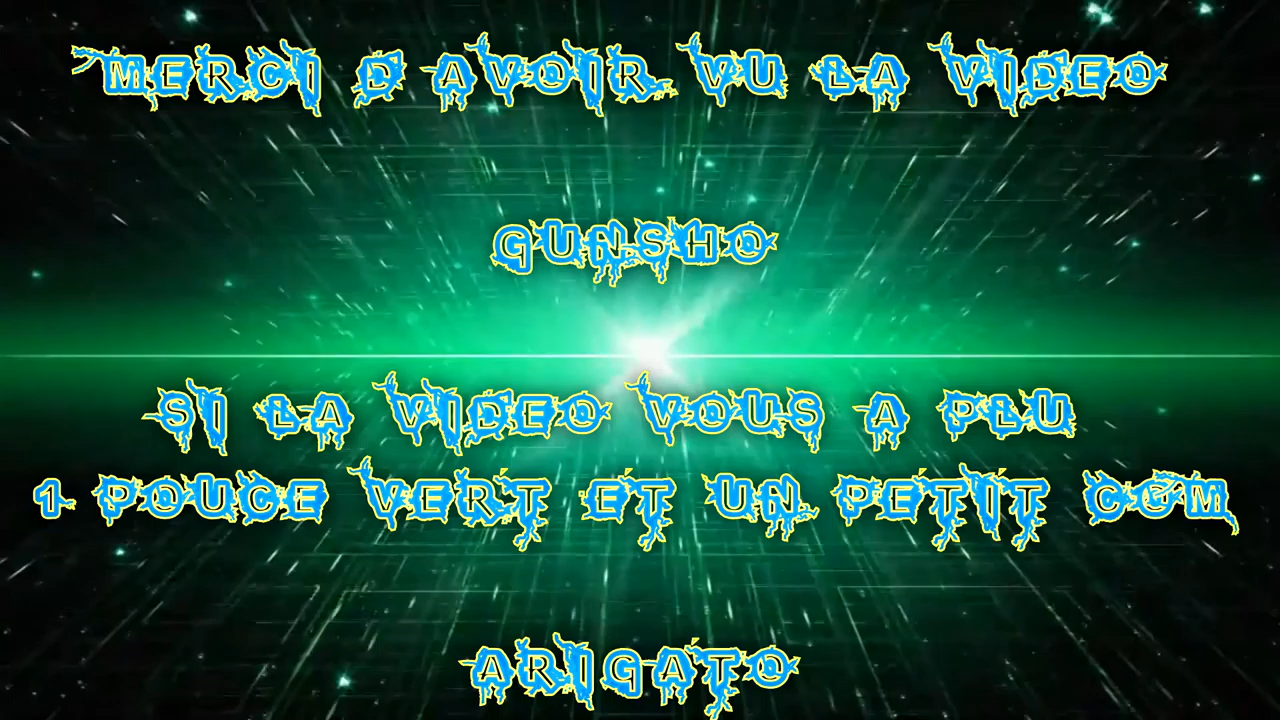 MERCI D AVOIR VU LA VIDEO
GUNSHO
SI LA VIDEO VOUS A PLU
1 POUCE VERT ET UN PETIT COM
ARIGATO